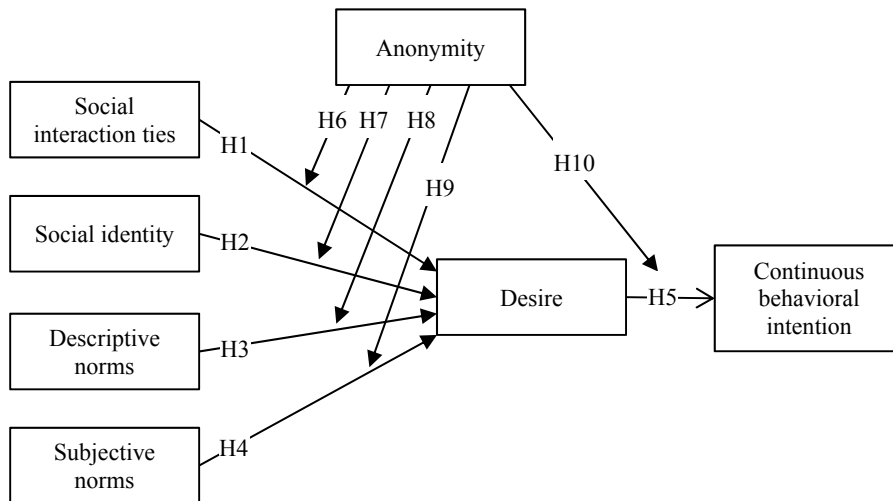 Anonymity
Social
interaction ties
H6
H7
H8
H1
H10
H9
Social identity
H2
Desire
H5
Continuous
behavioral
intention
Descriptive
norms
H3
Subjective
norms
H4